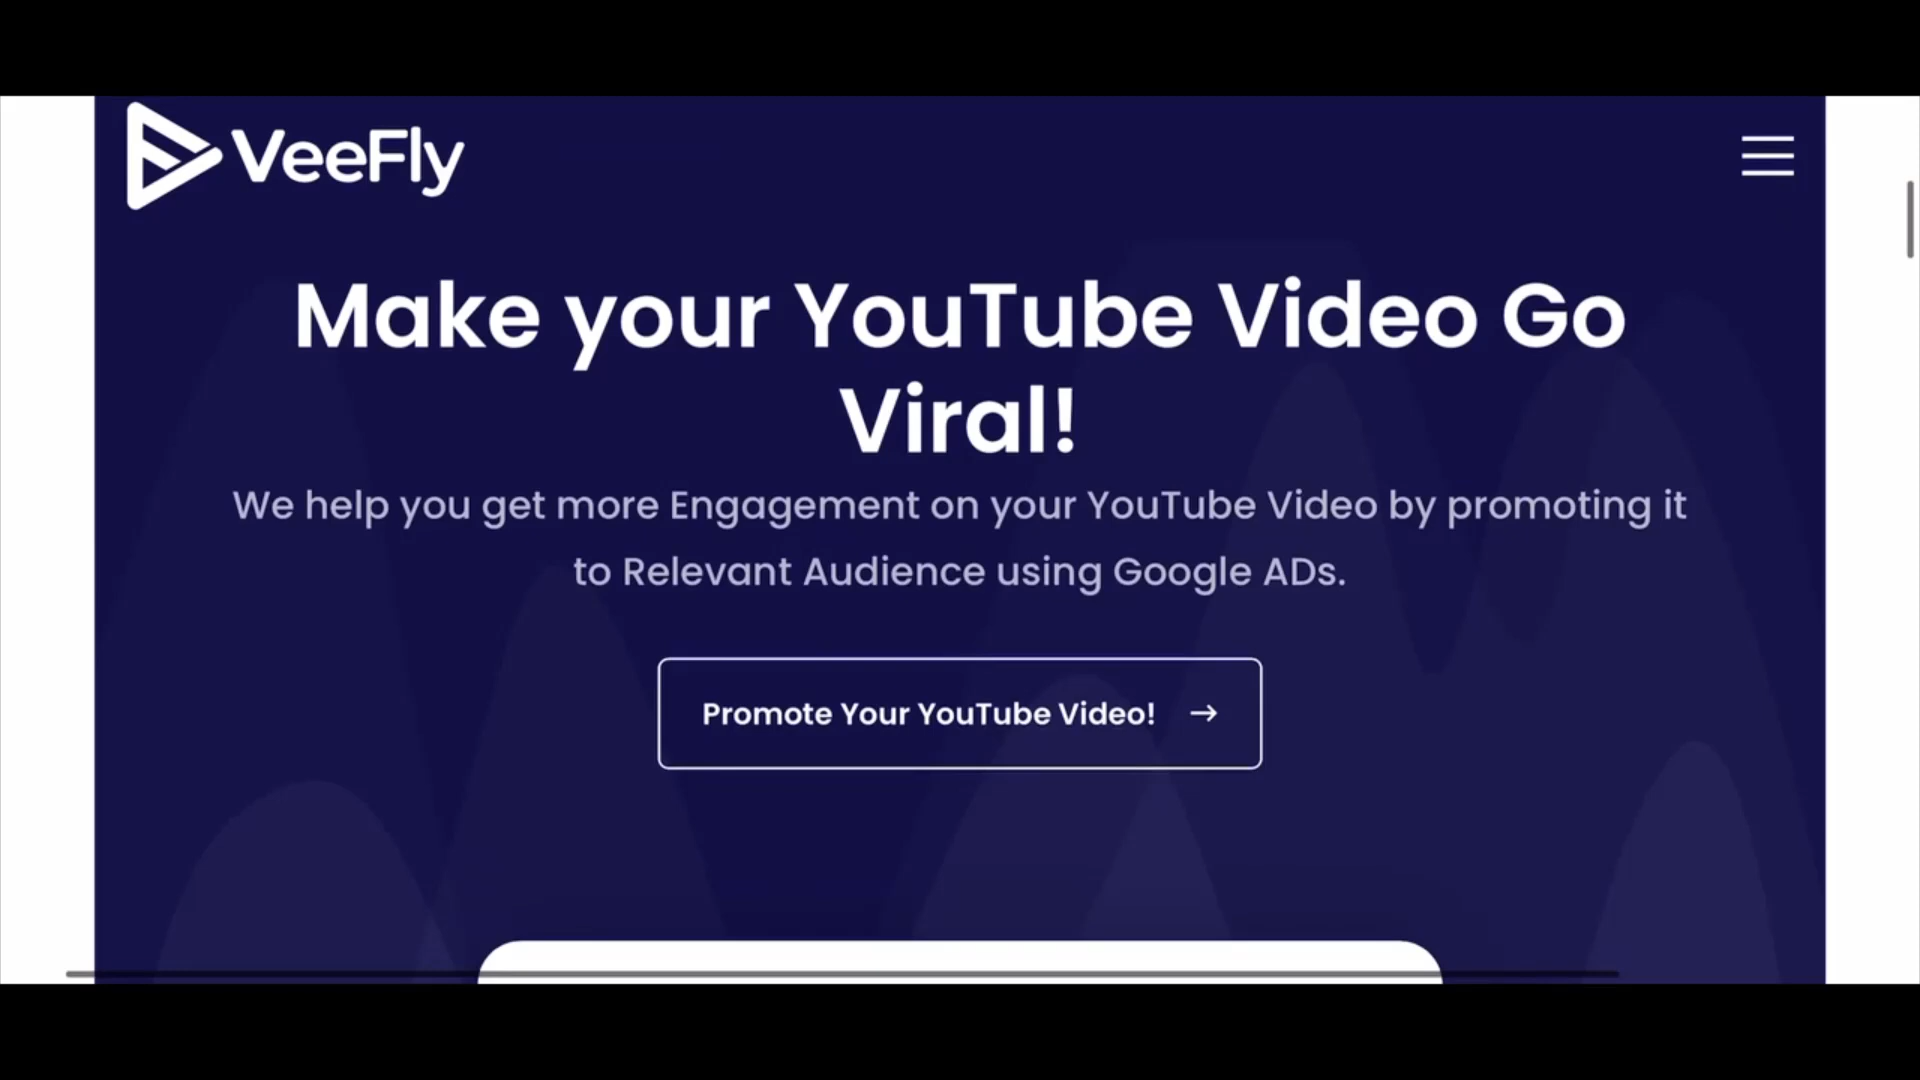 VeeFly
Make your YouTube Video Go
Viral!
We help you get more Engagement on your YouTube Video by promoting it
to Relevant Audience using Google ADs.
Promote Your YouTube Video! →